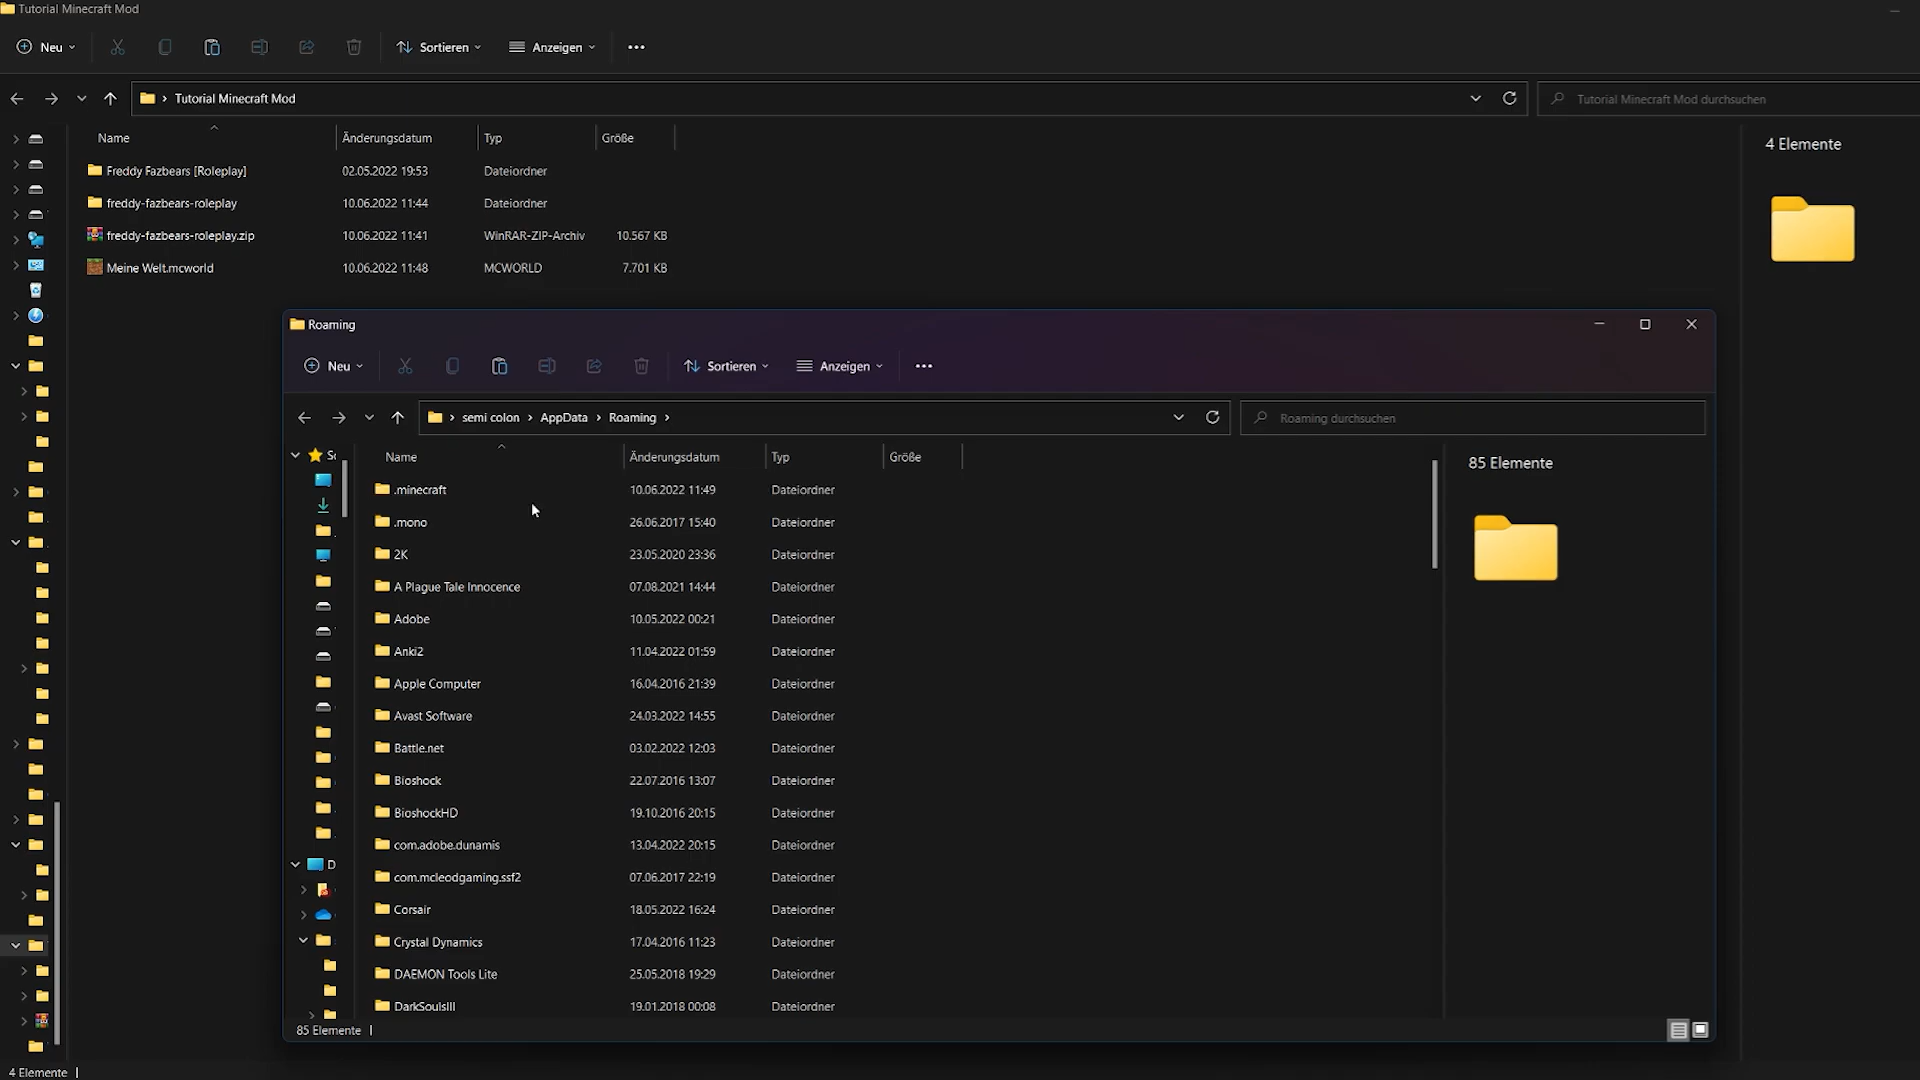 Tutorial Minecraft Mod
Neu
Sortieren
Anzeigen
Tutorial Minecraft Mod
Tutorial Minecraft Mod durchsuchen
Name Änderungsdatum Typ Größe
4 Elemente
Freddy Fazbears [Roleplay] 02.05.2022 19:53 Dateiordner
freddy-fazbears-roleplay 10.06.2022 11:44 Dateiordner
freddy-fazbears-roleplay.zip 10.06.2022 11:41 WinRAR-ZIP-Archiv 10.567 KB
Meine Welt.mcworld 10.06.2022 11:48 MCWORLD 7.701 KB
Roaming
Neu
Sortieren
Anzeigen
semi colon AppData Roaming
Roaming durchsuchen
Name Änderungsdatum Typ Größe
85 Elemente
.minecraft 10.06.2022 11:49 Dateiordner
.mono 26.06.2017 15:40 Dateiordner
2K 23.05.2020 23:36 Dateiordner
A Plague Tale Innocence 07.08.2021 14:44 Dateiordner
Adobe 10.05.2022 00:21 Dateiordner
Anki2 11.04.2022 01:59 Dateiordner
Apple Computer 16.04.2016 21:39 Dateiordner
Avast Software 24.03.2022 14:55 Dateiordner
Battle.net 03.02.2022 12:03 Dateiordner
Bioshock 22.07.2016 13:07 Dateiordner
BioshockHD 19.10.2016 20:15 Dateiordner
com.adobe.dunamis 13.04.2022 20:15 Dateiordner
com.mcleodgaming.ssf2 07.06.2017 22:19 Dateiordner
Corsair 18.05.2022 16:24 Dateiordner
Crystal Dynamics 17.04.2016 11:23 Dateiordner
DAEMON Tools Lite 25.05.2018 19:29 Dateiordner
DarkSoulsIII 19.01.2018 00:08 Dateiordner
85 Elemente
4 Elemente